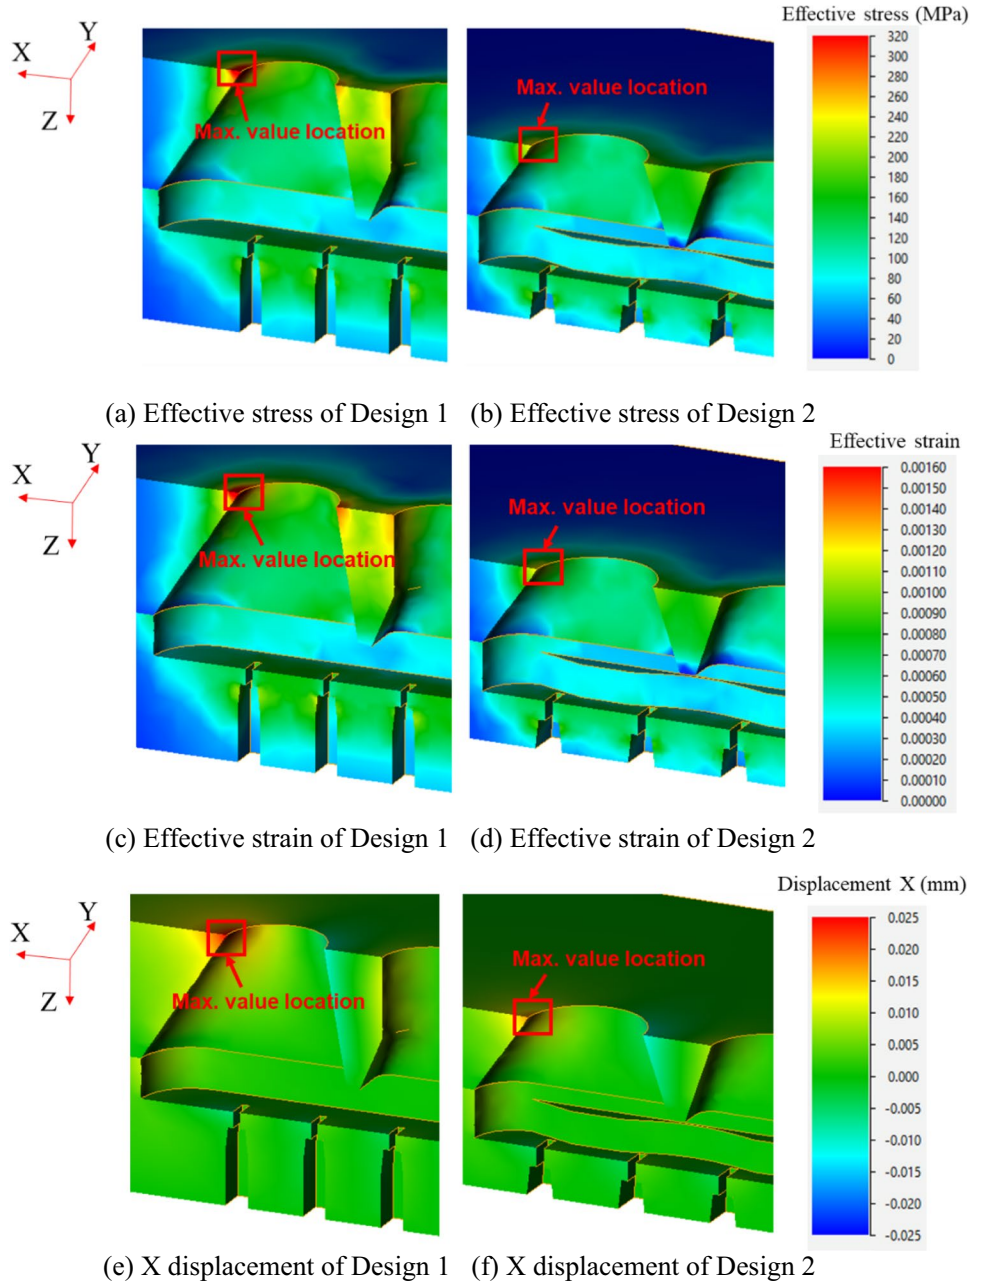 Effective stress (MPa)
X
Y
Z
Max. value location
Max. value location
320
300
280
260
240
220
200
180
160
140
120
100
80
60
40
20
0
(a) Effective stress of Design 1
(b) Effective stress of Design 2
Effective strain
X
Y
Z
Max. value location
Max. value location
0.00160
0.00150
0.00140
0.00130
0.00120
0.00110
0.00100
0.00090
0.00080
0.00070
0.00060
0.00050
0.00040
0.00030
0.00020
0.00010
0.00000
(c) Effective strain of Design 1
(d) Effective strain of Design 2
Displacement X (mm)
X
Y
Z
Max. value location
Max. value location
0.025
0.020
0.015
0.010
0.005
0.000
-0.005
-0.010
-0.015
-0.020
-0.025
(e) X displacement of Design 1
(f) X displacement of Design 2